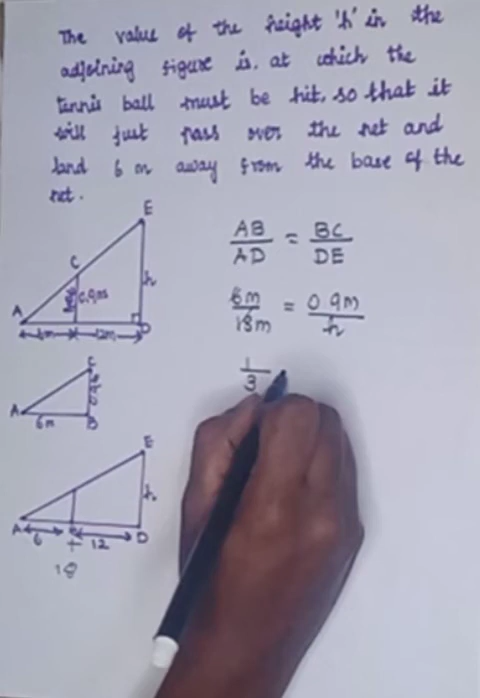 The value of the height 'h' in the
adjoining figure is, at which the
tennis ball must be hit, so that it
will just pass over the net and
land 6 m away from the base of the
net.
E
C
0.9m
h
A
D
6m
12m
AB/AD = BC/DE
6m/18m = 0.9m/h
1/3
C
0.9
A
B
6m
E
h
A
D
6
12
18